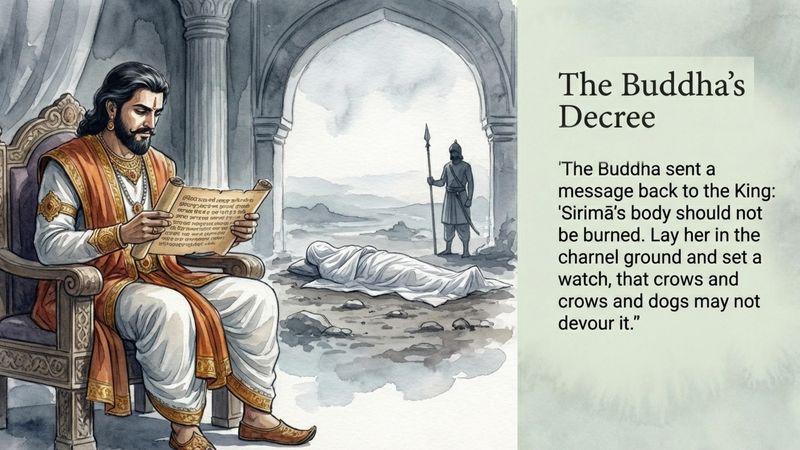 The Buddha’s
Decree
'The Buddha sent a
message back to the King:
'Sirimā's body should not
be burned. Lay her in the
charnel ground and set a
watch, that crows and
crows and dogs may not
devour it.”